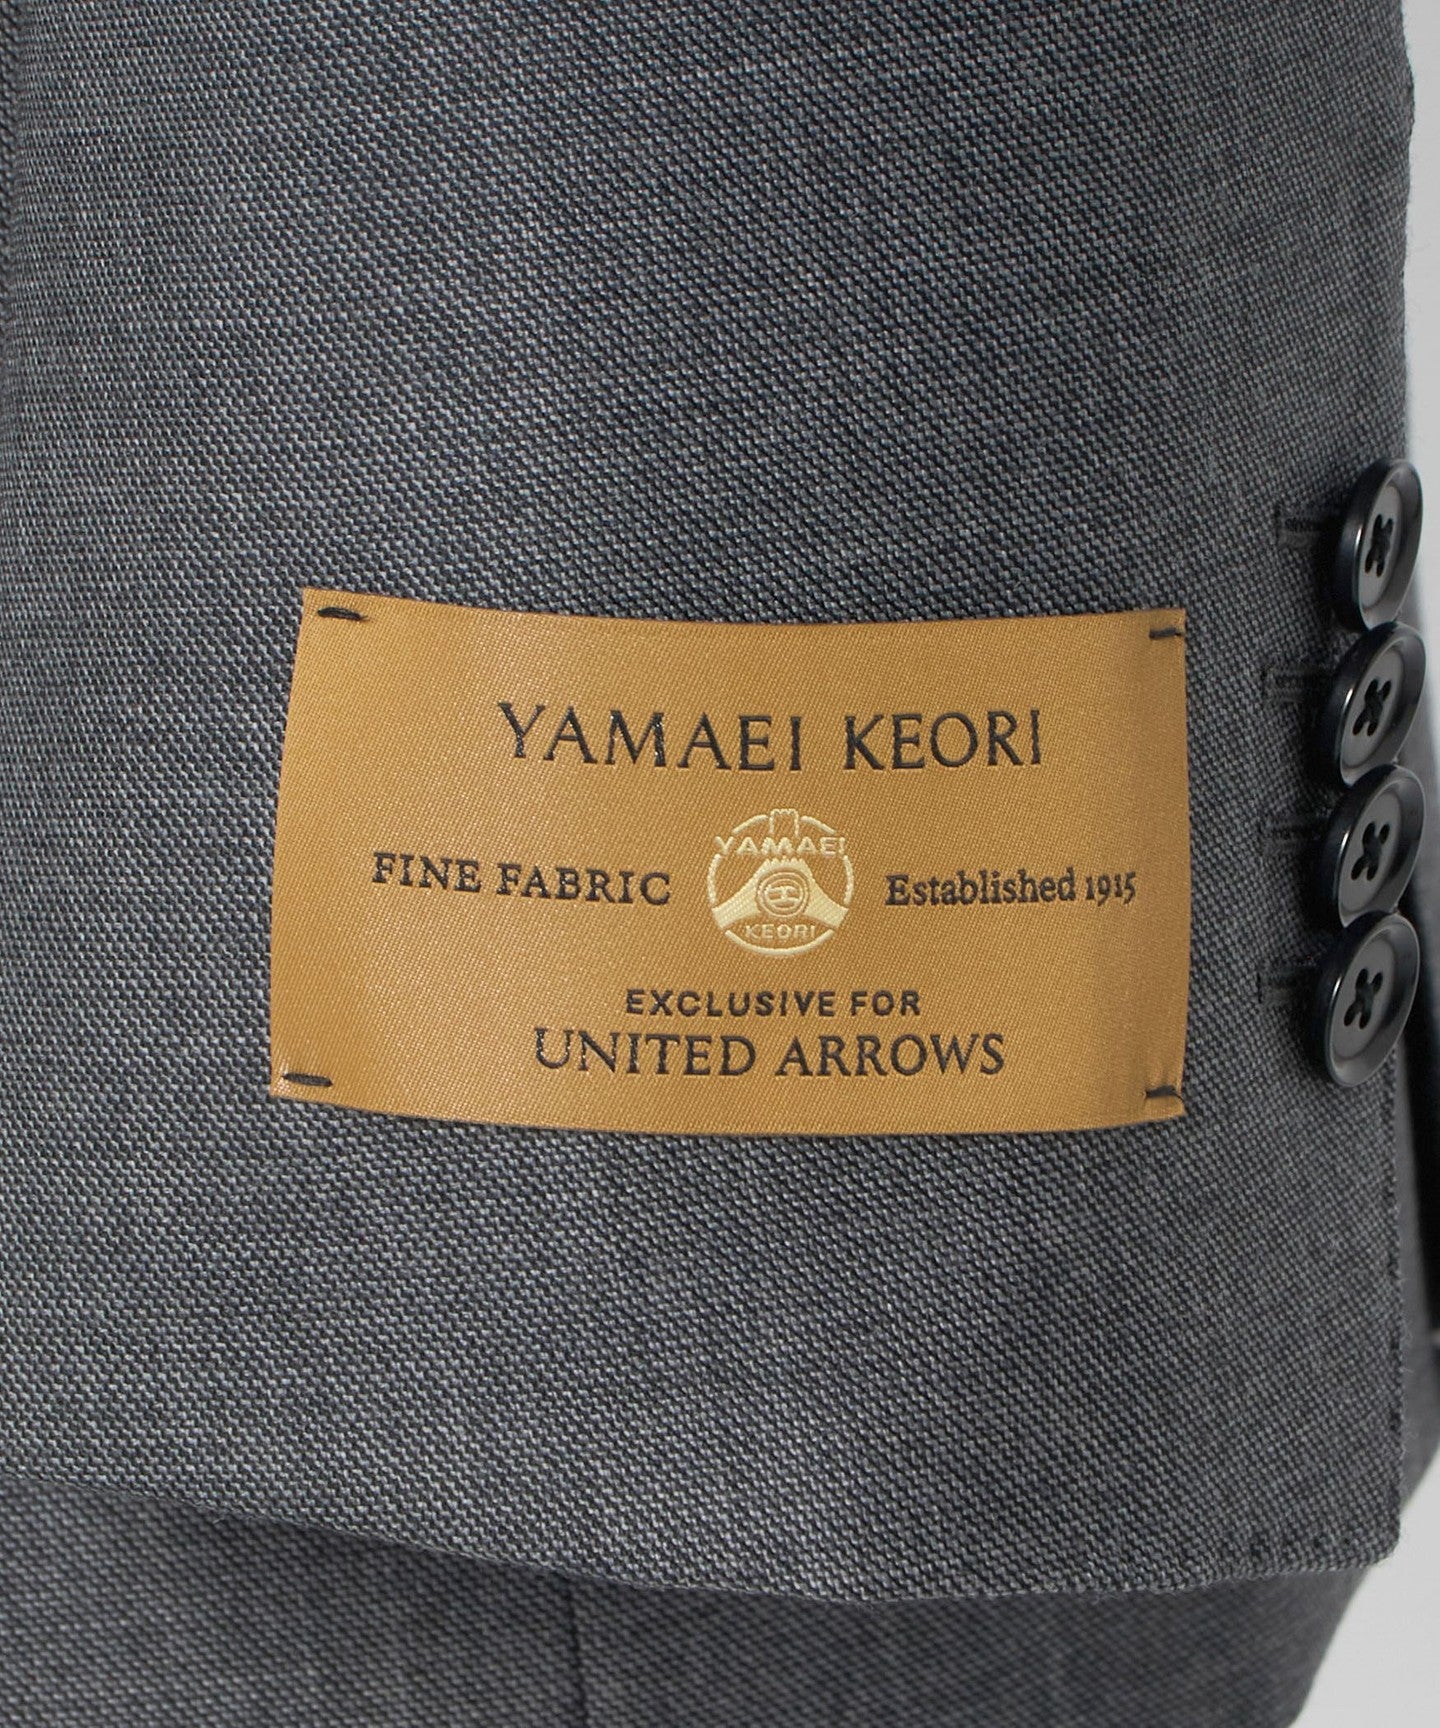 YAMAEI KEORI
FINE FABRIC
YAMAEI
KEORI
Established 1915
EXCLUSIVE FOR
UNITED ARROWS